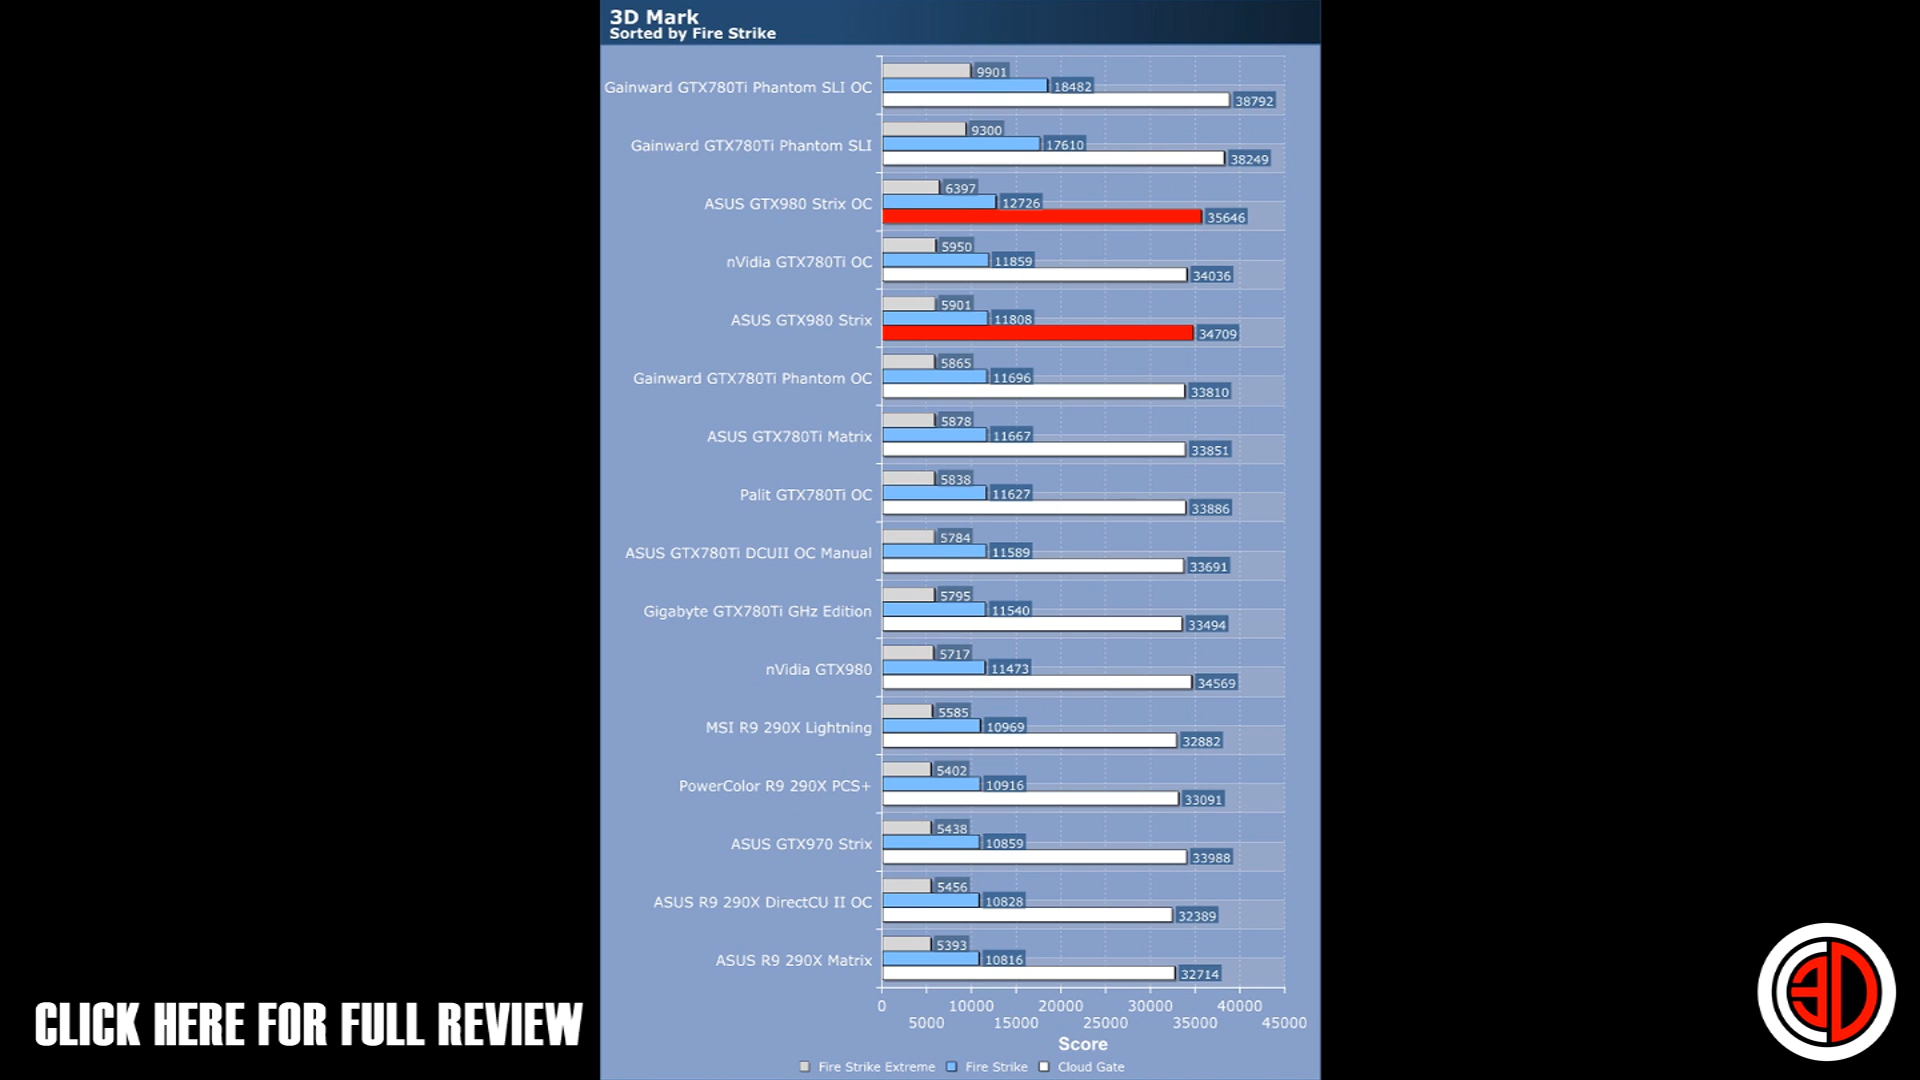 3D Mark
Sorted by Fire Strike
Gainward GTX780Ti Phantom SLI OC
9901
18482
38792
Gainward GTX780Ti Phantom SLI
9300
17610
38249
ASUS GTX980 Strix OC
6397
12726
35646
nVidia GTX780Ti OC
5950
11859
34036
ASUS GTX980 Strix
5901
11808
34709
Gainward GTX780Ti Phantom OC
5865
11696
33810
ASUS GTX780Ti Matrix
5878
11667
33851
Palit GTX780Ti OC
5838
11627
33886
ASUS GTX780Ti DCUII OC Manual
5784
11589
33691
Gigabyte GTX780Ti GHz Edition
5795
11540
33494
nVidia GTX980
5717
11473
34569
MSI R9 290X Lightning
5585
10969
32882
PowerColor R9 290X PCS+
5402
10916
33091
ASUS GTX970 Strix
5438
10859
33988
ASUS R9 290X DirectCU II OC
5456
10828
32389
ASUS R9 290X Matrix
5393
10816
32714
0 10000 20000 30000 40000
5000 15000 25000 35000 45000
Score
Fire Strike Extreme Fire Strike Cloud Gate
CLICK HERE FOR FULL REVIEW
3D